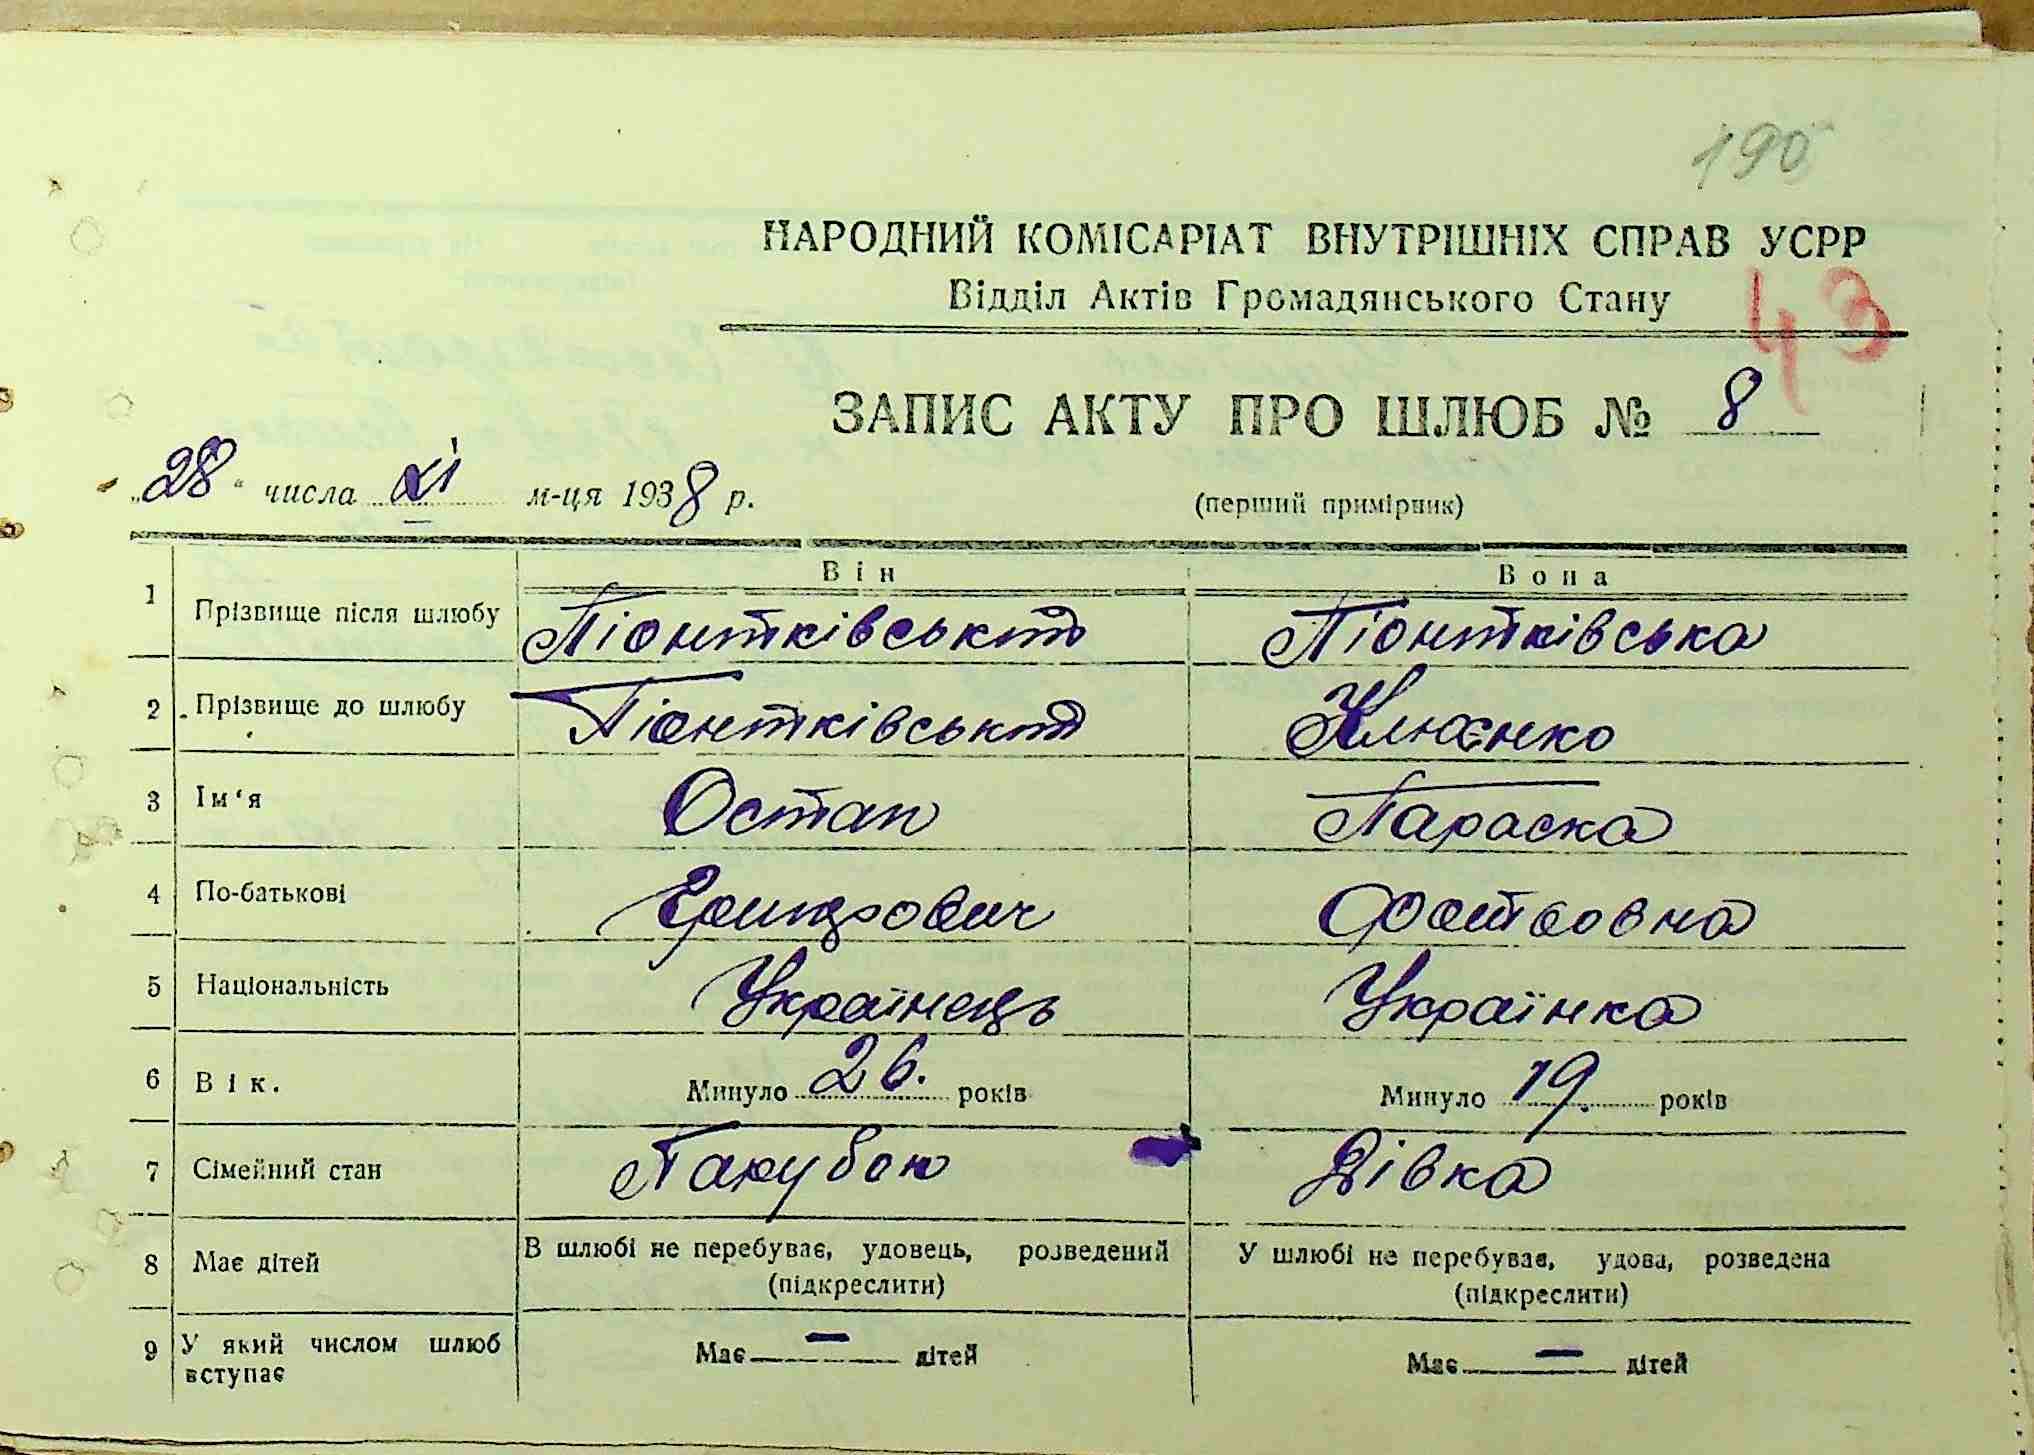 190
НАРОДНИЙ КОМІСАРІАТ ВНУТРІШНІХ СПРАВ УСРР
Відділ Актів Громадянського Стану
43
ЗАПИС АКТУ ПРО ШЛЮБ № 8
„28“ числа XI м-ця 1938 р. (перший примірник)
Він Вона
1 Прізвище після шлюбу Піонтківський Піонтківська
2 Прізвище до шлюбу Піонтківський
3 Ім‘я Остап Параска
4 По-батькові
5 Національність Українець Українка
6 Вік. Минуло 26. років Минуло 19. років
7 Сімейний стан Парубок Дівка
8 Має дітей В шлюбі не перебуває, удовець, розведений У шлюбі не перебуває, удова, розведена
(підкреслити) (підкреслити)
9 У який числом шлюб вступає Має — дітей Має — дітей